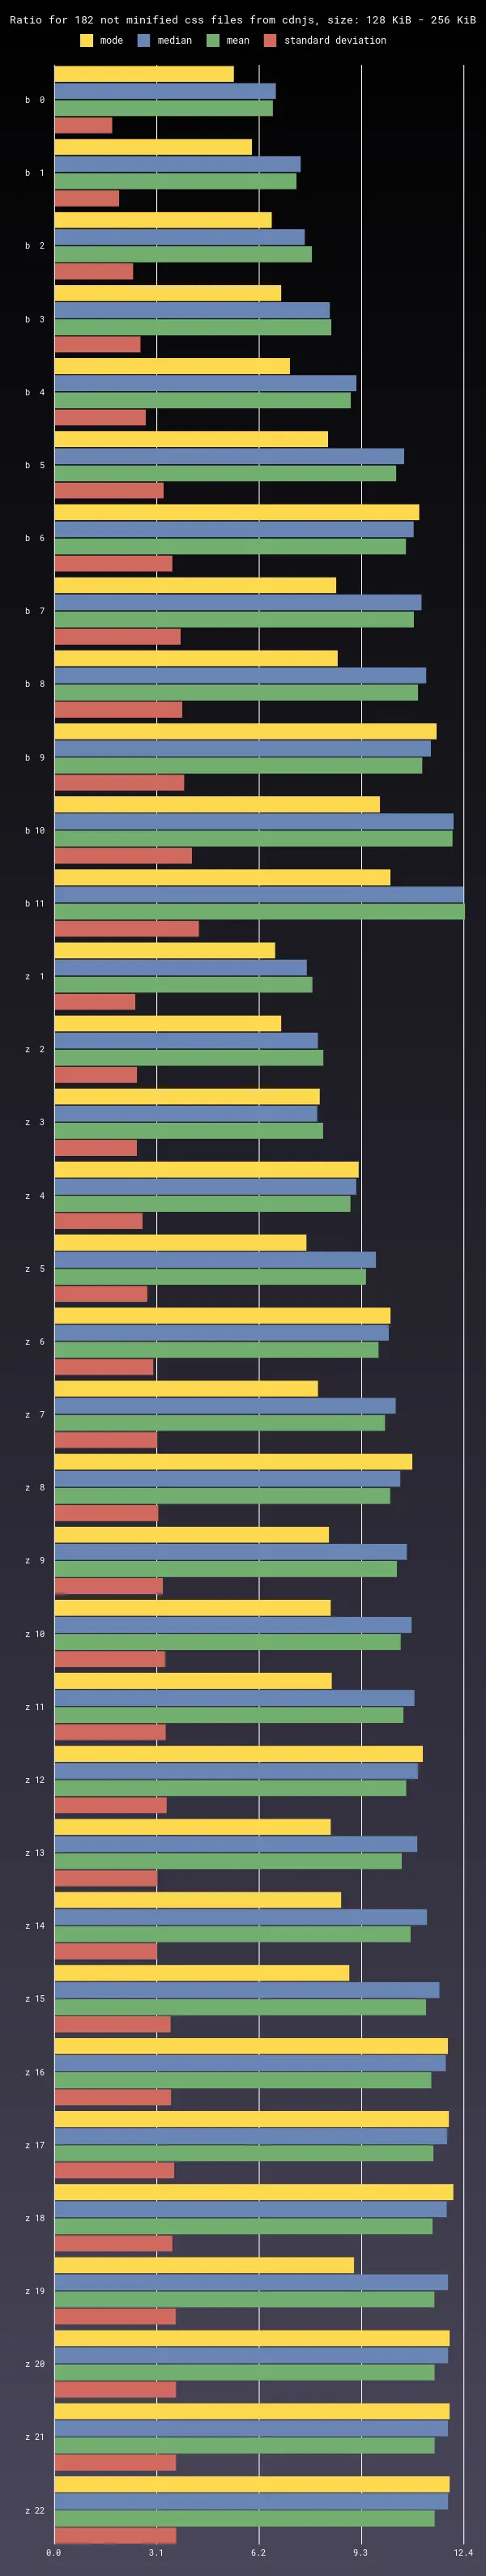 Ratio for 182 not minified css files from cdnjs, size: 128 KiB - 256 KiB
mode median mean standard deviation
b 0
b 1
b 2
b 3
b 4
b 5
b 6
b 7
b 8
b 9
b 10
b 11
z 1
z 2
z 3
z 4
z 5
z 6
z 7
z 8
z 9
z 10
z 11
z 12
z 13
z 14
z 15
z 16
z 17
z 18
z 19
z 20
z 21
z 22
0.0 3.1 6.2 9.3 12.4